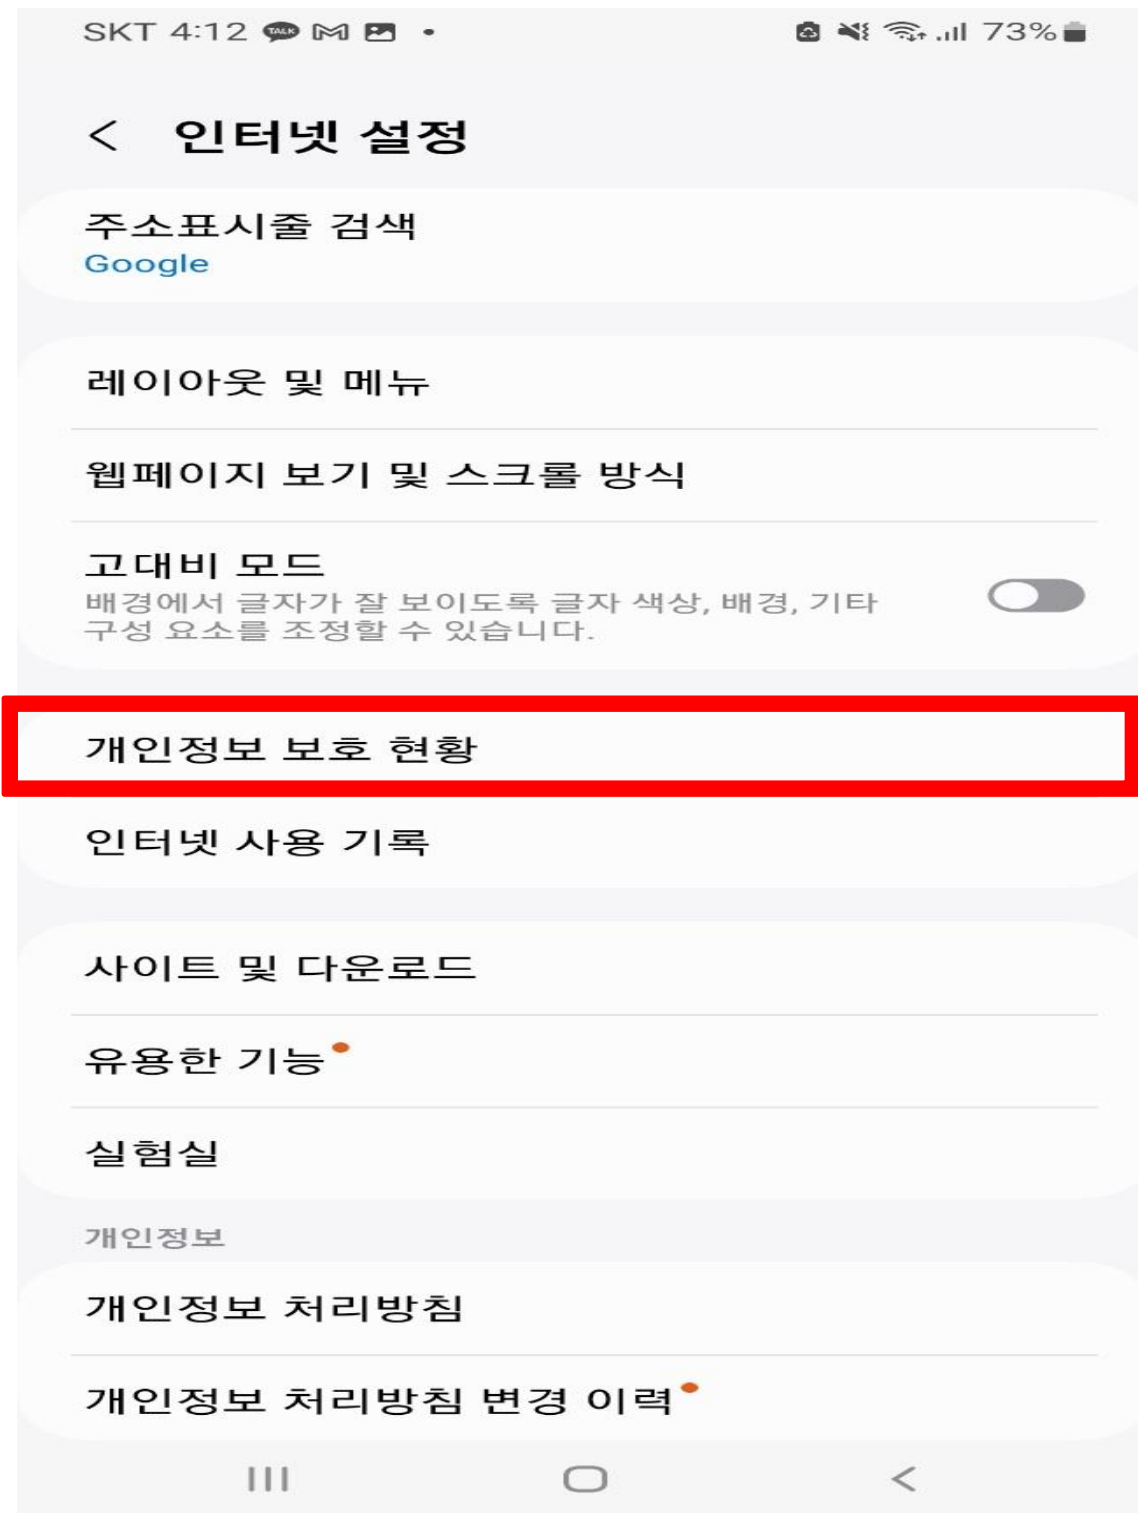 SKT 4:12 TALK 73%
인터넷 설정
주소표시줄 검색
Google
레이아웃 및 메뉴
웹페이지 보기 및 스크롤 방식
고대비 모드
배경에서 글자가 잘 보이도록 글자 색상, 배경, 기타
구성 요소를 조정할 수 있습니다.
개인정보 보호 현황
인터넷 사용 기록
사이트 및 다운로드
유용한 기능
실험실
개인정보
개인정보 처리방침
개인정보 처리방침 변경 이력